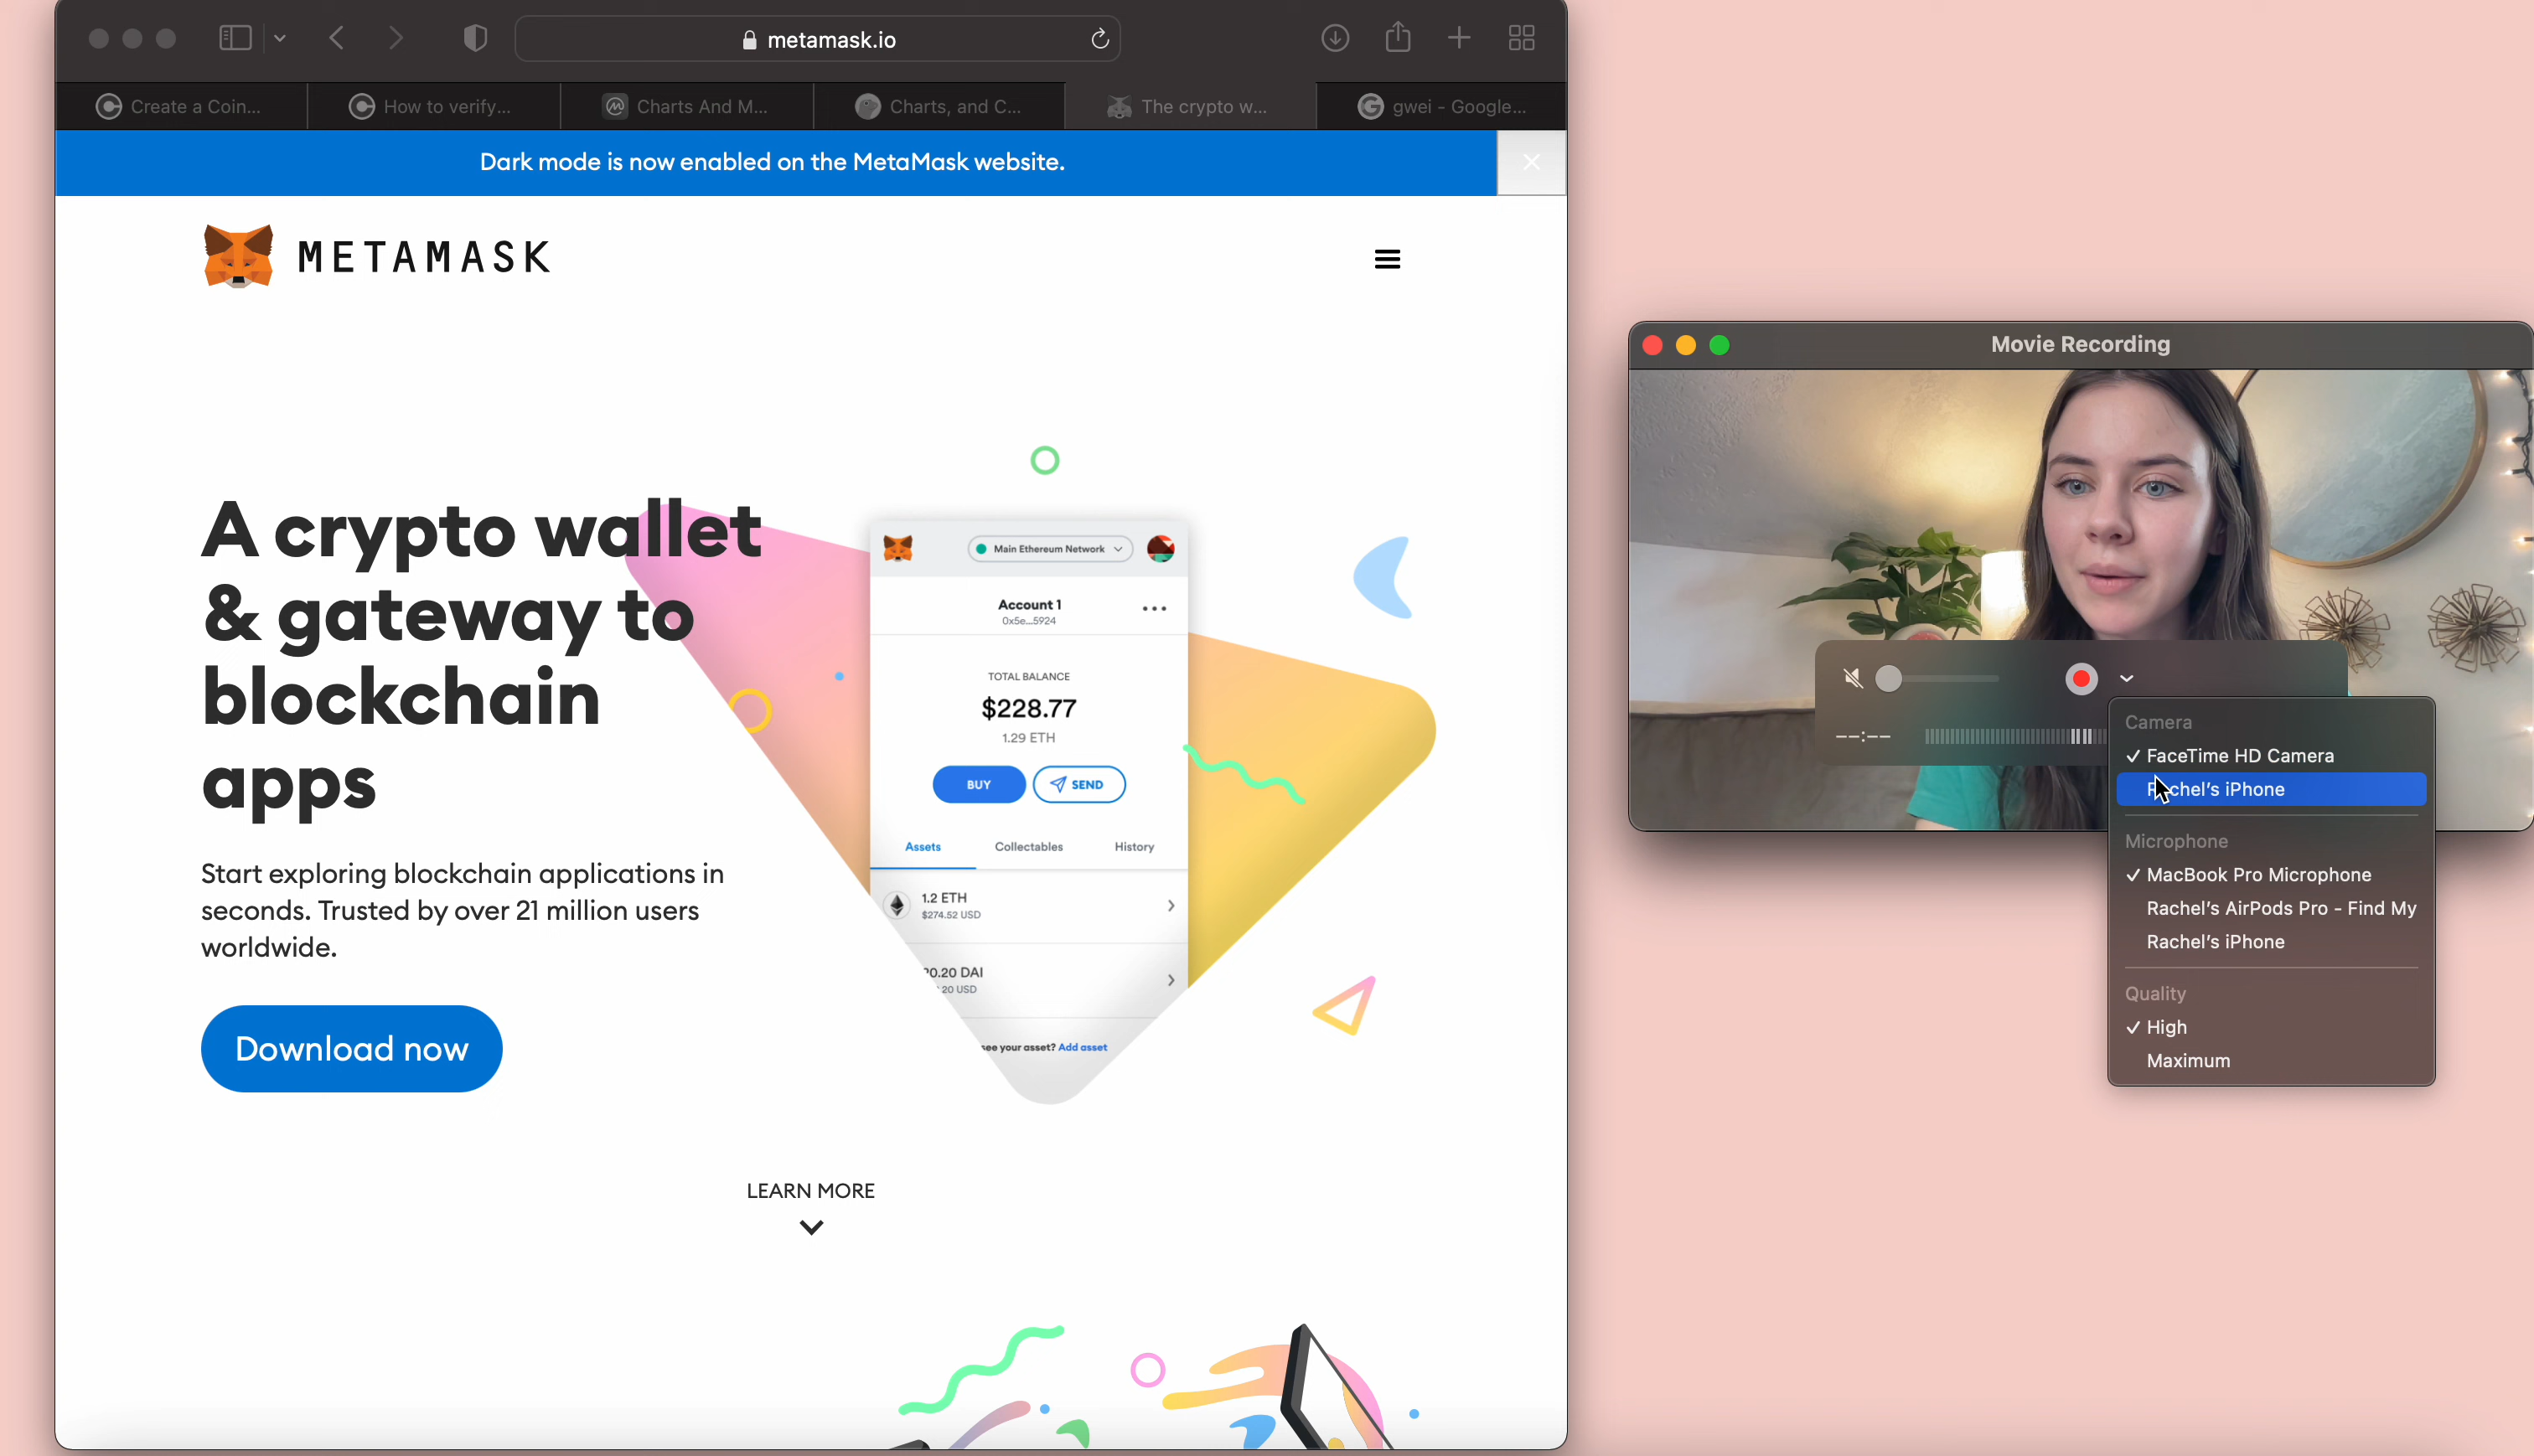 metamask.io
Create a Coin...
How to verify...
Charts And M...
Charts, and C...
The crypto w...
gwei - Google...
Dark mode is now enabled on the MetaMask website.
METAMASK
A crypto wallet
& gateway to
blockchain
apps
Start exploring blockchain applications in
seconds. Trusted by over 21 million users
worldwide.
Download now
Main Ethereum Network
Account 1
0x5e...5924
TOTAL BALANCE
$228.77
1.29 ETH
BUY
SEND
Assets
Collectables
History
1.2 ETH
$274.52 USD
0.20 DAI
20 USD
see your asset? Add asset
LEARN MORE
Movie Recording
--:--
Camera
✓ FaceTime HD Camera
Rachel's iPhone
Microphone
✓ MacBook Pro Microphone
Rachel's AirPods Pro - Find My
Rachel's iPhone
Quality
✓ High
Maximum